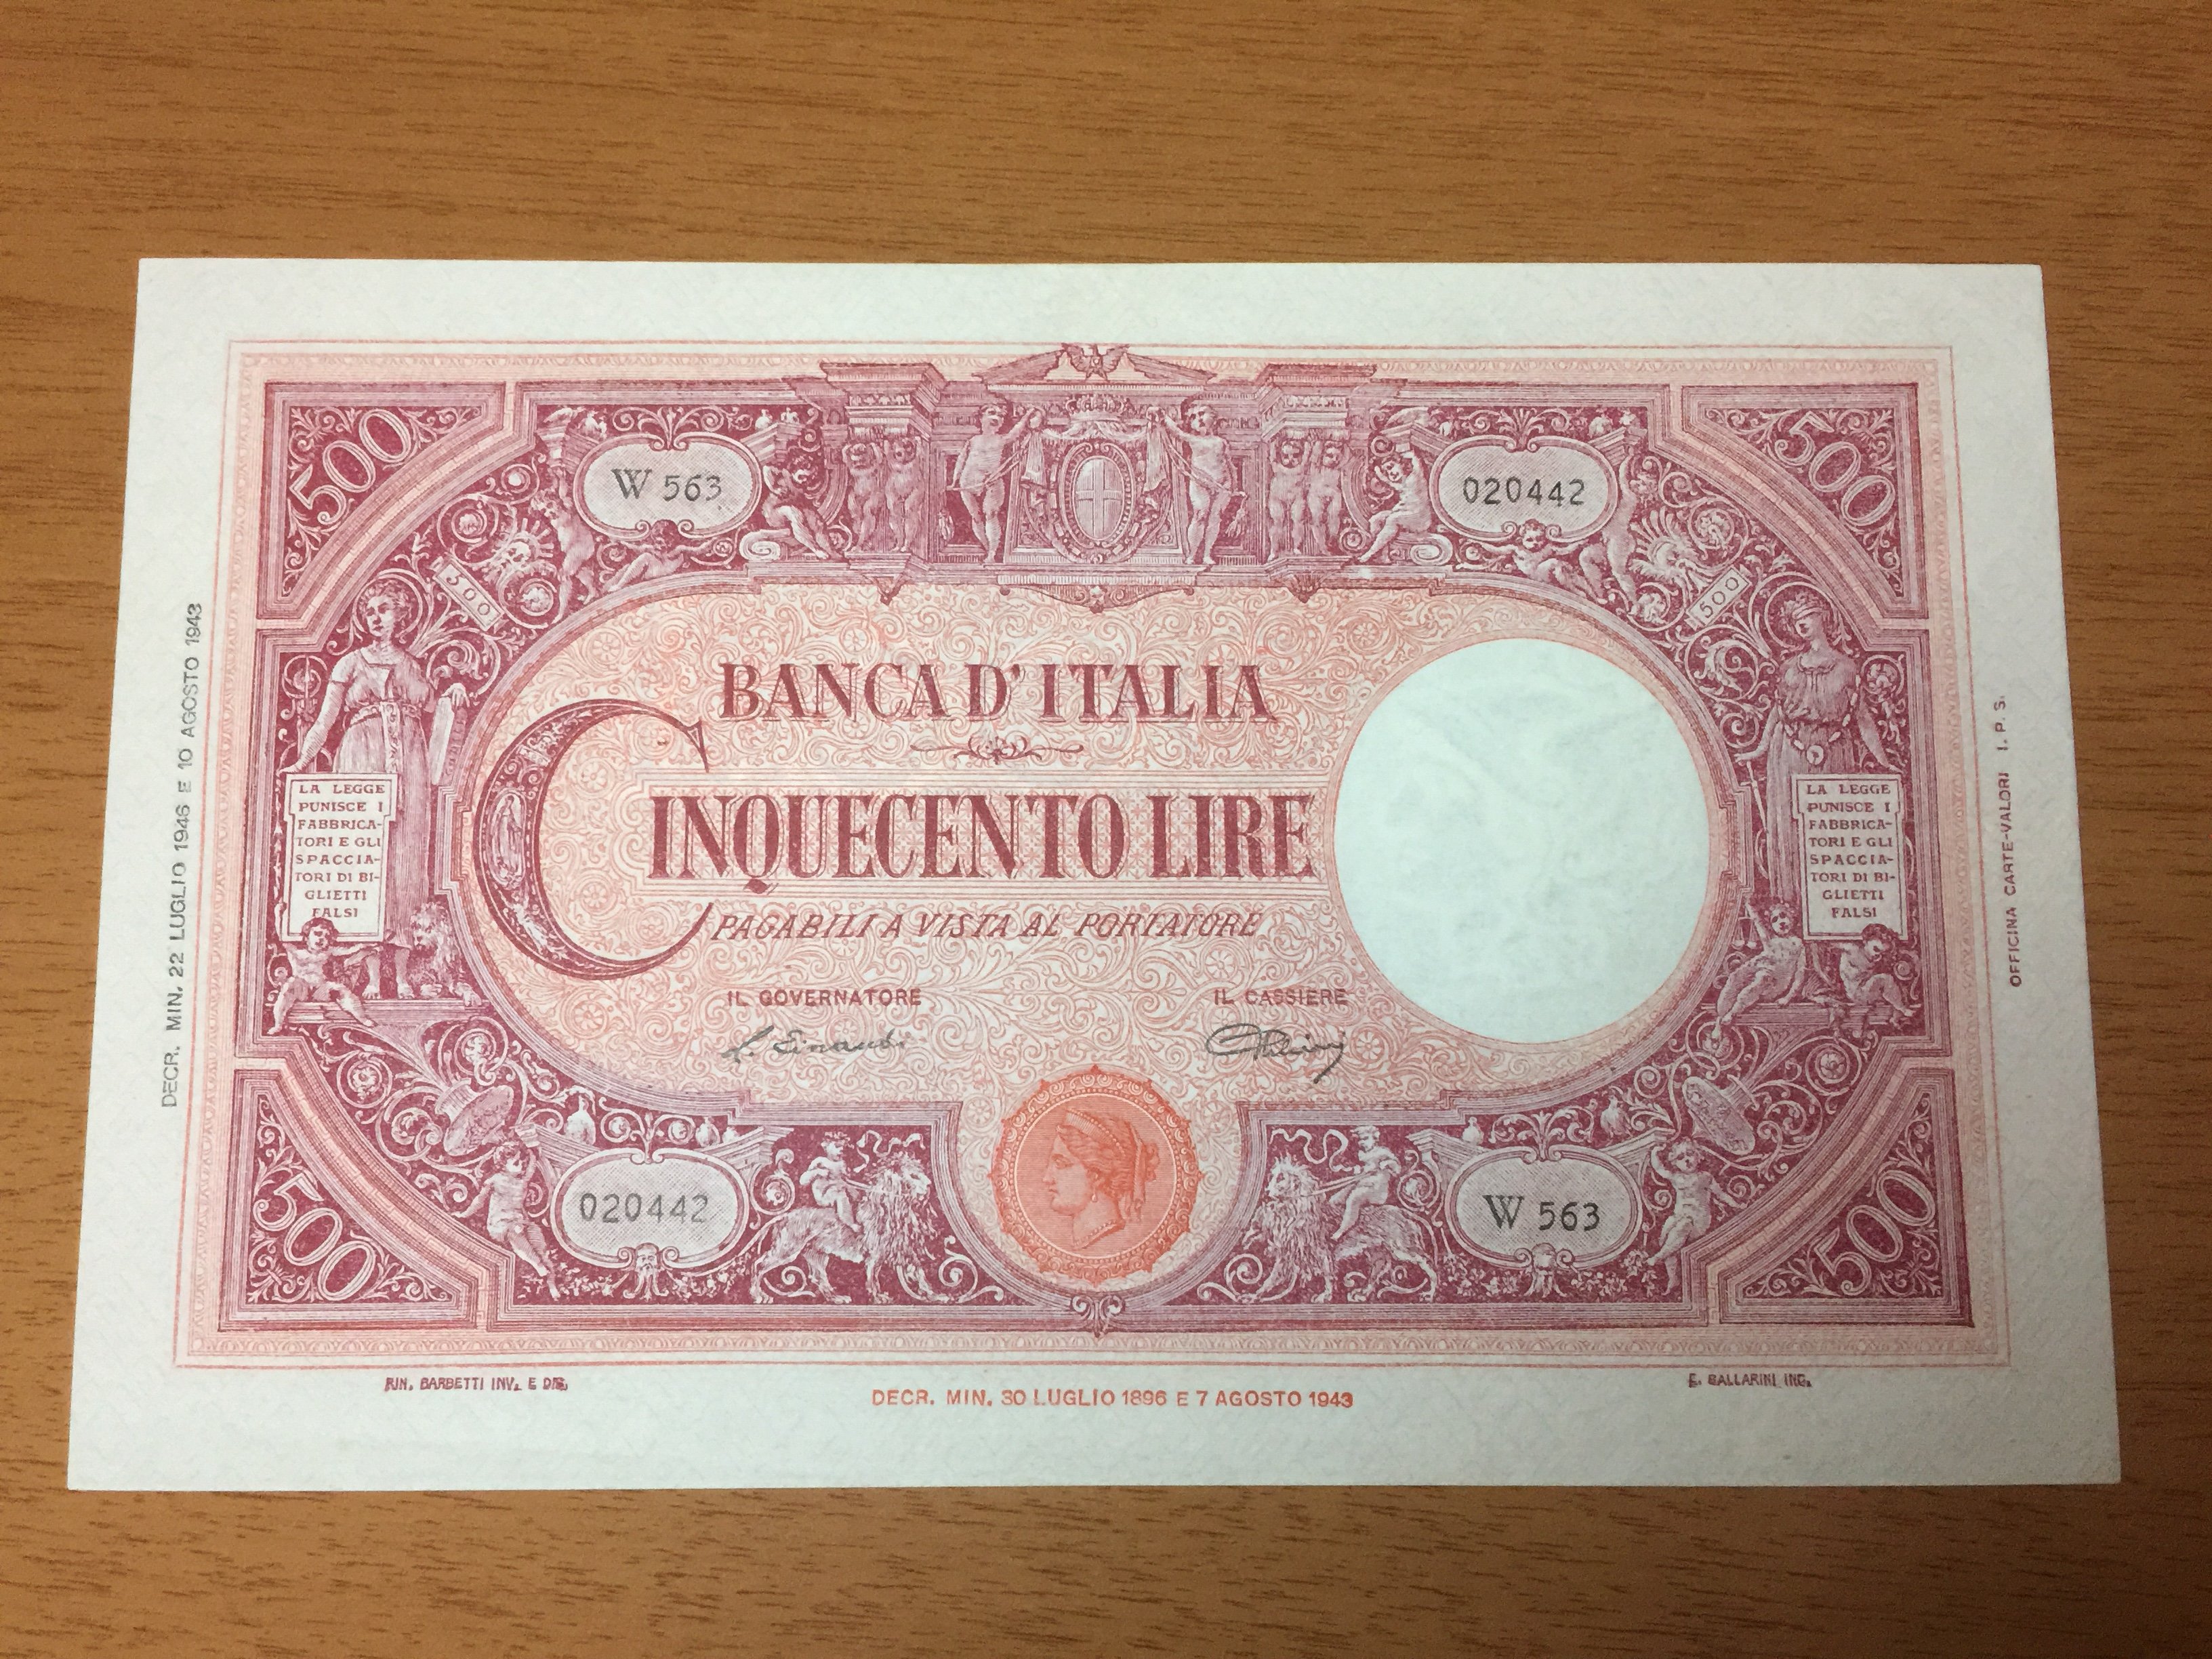 500
500
W 563
020442
500
500
DECR. MIN. 22 LUGLIO 1946 E 10 AGOSTO 1943
BANCA D'ITALIA
CINQUECENTO LIRE
PAGABILI A VISTA AL PORTATORE
LA LEGGE
PUNISCE I
FABBRICA-
TORI E GLI
SPACCIA-
TORI DI BI-
GLIETTI
FALSI
LA LEGGE
PUNISCE I
FABBRICA-
TORI E GLI
SPACCIA-
TORI DI BI-
GLIETTI
FALSI
OFFICINA CARTE-VALORI I. P. S.
IL GOVERNATORE
IL CASSIERE
L. Einaudi
020442
W 563
500
500
RIN. BARBETTI INV. E DIS.
G. BALLARINI INC.
DECR. MIN. 30 LUGLIO 1896 E 7 AGOSTO 1943